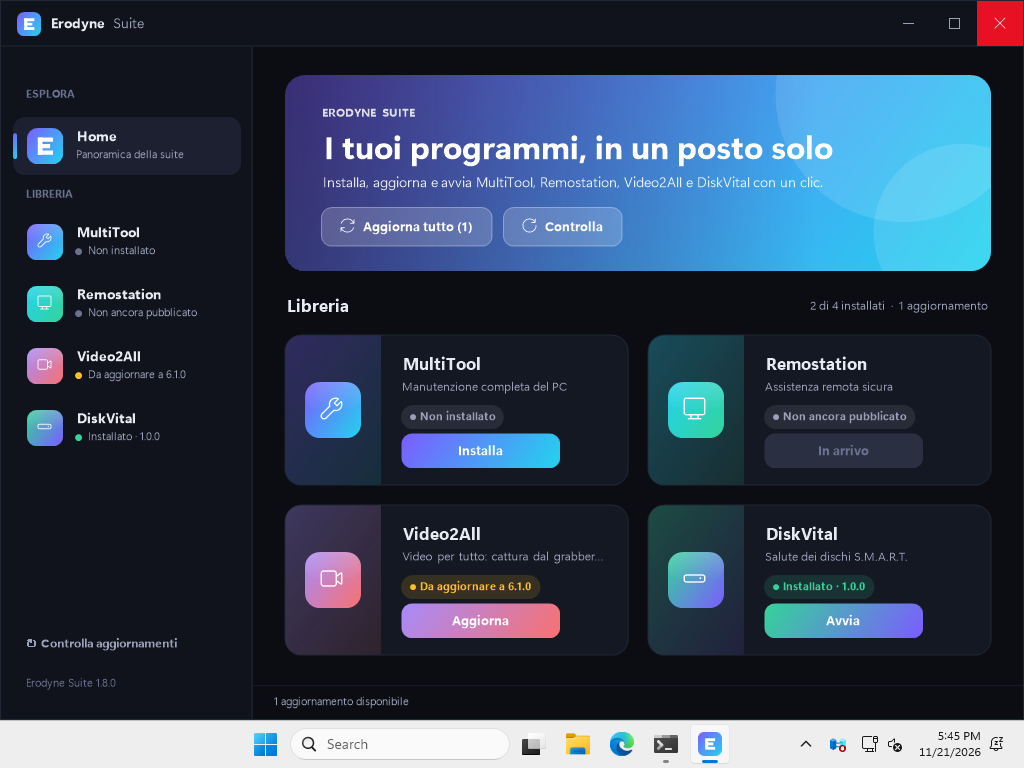 Erodyne Suite
ESPLORA
Home
Panoramica della suite
LIBRERIA
MultiTool
Non installato
Remostation
Non ancora pubblicato
Video2All
Da aggiornare a 6.1.0
DiskVital
Installato · 1.0.0
Controlla aggiornamenti
Erodyne Suite 1.8.0
ERODYNE SUITE
I tuoi programmi, in un posto solo
Installa, aggiorna e avvia MultiTool, Remostation, Video2All e DiskVital con un clic.
Aggiorna tutto (1)
Controlla
Libreria
2 di 4 installati · 1 aggiornamento
MultiTool
Manutenzione completa del PC
Non installato
Installa
Remostation
Assistenza remota sicura
Non ancora pubblicato
In arrivo
Video2All
Video per tutto: cattura dal grabber...
Da aggiornare a 6.1.0
Aggiorna
DiskVital
Salute dei dischi S.M.A.R.T.
Installato · 1.0.0
Avvia
1 aggiornamento disponibile
Search
5:45 PM
11/21/2026